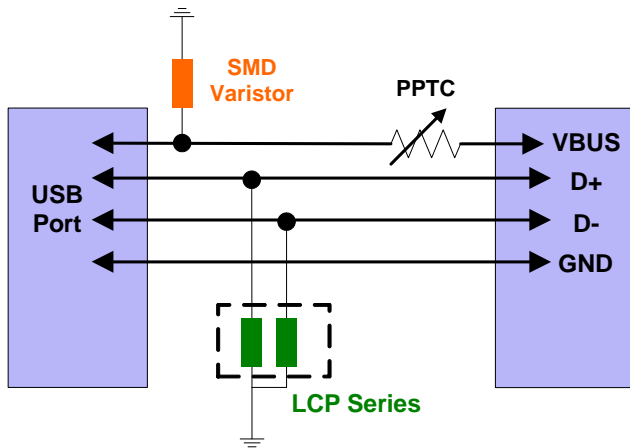 SMD
Varistor
PPTC
USB
Port
VBUS
D+
D-
GND
LCP Series